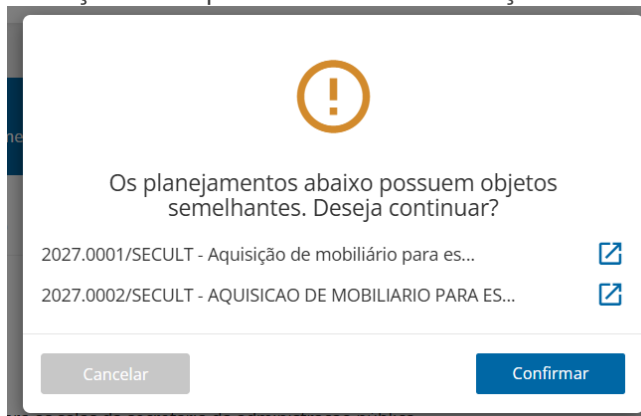 !
Os planejamentos abaixo possuem objetos
semelhantes. Deseja continuar?
2027.0001/SECULT - Aquisição de mobiliário para es...
2027.0002/SECULT - AQUISICAO DE MOBILIARIO PARA ES...
Cancelar
Confirmar